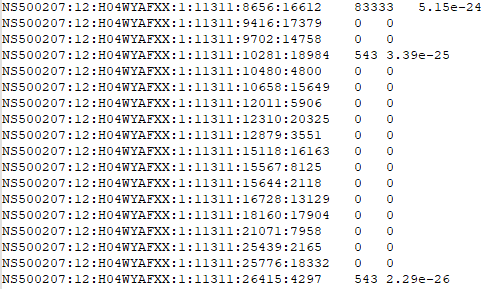 NS500207:12:H04WYAFXX:1:11311:8656:16612 83333 5.15e-24
NS500207:12:H04WYAFXX:1:11311:9416:17379 0 0
NS500207:12:H04WYAFXX:1:11311:9702:14758 0 0
NS500207:12:H04WYAFXX:1:11311:10281:18984 543 3.39e-25
NS500207:12:H04WYAFXX:1:11311:10480:4800 0 0
NS500207:12:H04WYAFXX:1:11311:10658:15649 0 0
NS500207:12:H04WYAFXX:1:11311:12011:5906 0 0
NS500207:12:H04WYAFXX:1:11311:12310:20325 0 0
NS500207:12:H04WYAFXX:1:11311:12879:3551 0 0
NS500207:12:H04WYAFXX:1:11311:15118:16163 0 0
NS500207:12:H04WYAFXX:1:11311:15567:8125 0 0
NS500207:12:H04WYAFXX:1:11311:15644:2118 0 0
NS500207:12:H04WYAFXX:1:11311:16728:13129 0 0
NS500207:12:H04WYAFXX:1:11311:18160:17904 0 0
NS500207:12:H04WYAFXX:1:11311:21071:7958 0 0
NS500207:12:H04WYAFXX:1:11311:25439:2165 0 0
NS500207:12:H04WYAFXX:1:11311:25776:18332 0 0
NS500207:12:H04WYAFXX:1:11311:26415:4297 543 2.29e-26